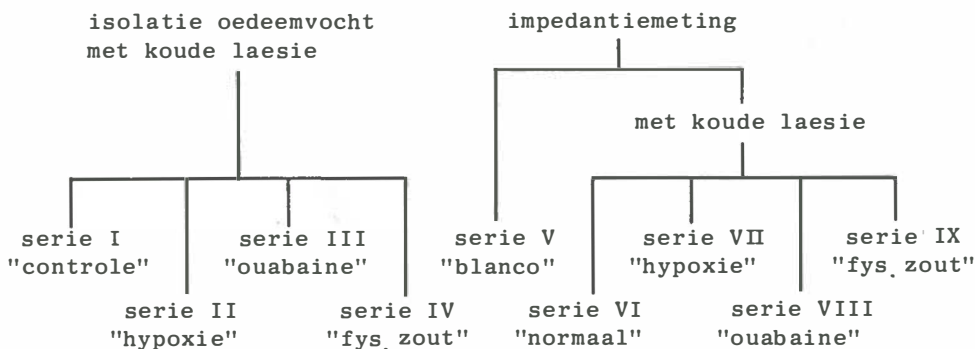 isolatie oedeemvocht
met koude laesie
impedantiemeting
met koude laesie
serie I
"controle"
serie II
"hypoxie"
serie III
"ouabaine"
serie IV
"fys. zout"
serie V
"blanco"
serie VI
"normaal"
serie VII
"hypoxie"
serie VIII
"ouabaine"
serie IX
"fys. zout"